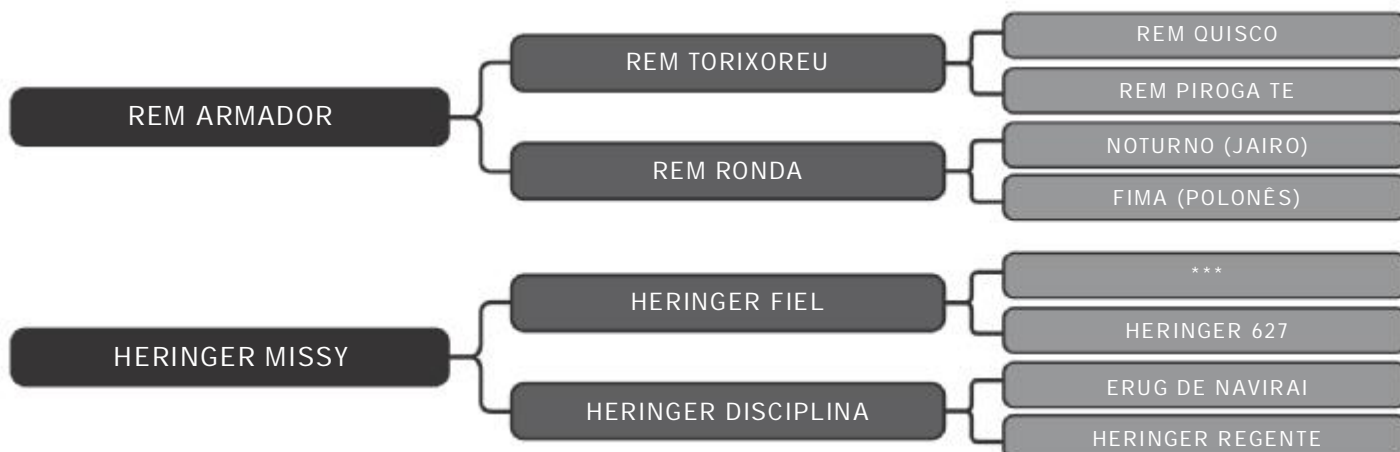 REM ARMADOR
REM TORIXOREU
REM QUISCO
REM PIROGA TE
REM RONDA
NOTURNO (JAIRO)
FIMA (POLONÊS)
HERINGER MISSY
HERINGER FIEL
***
HERINGER 627
HERINGER DISCIPLINA
ERUG DE NAVIRAI
HERINGER REGENTE